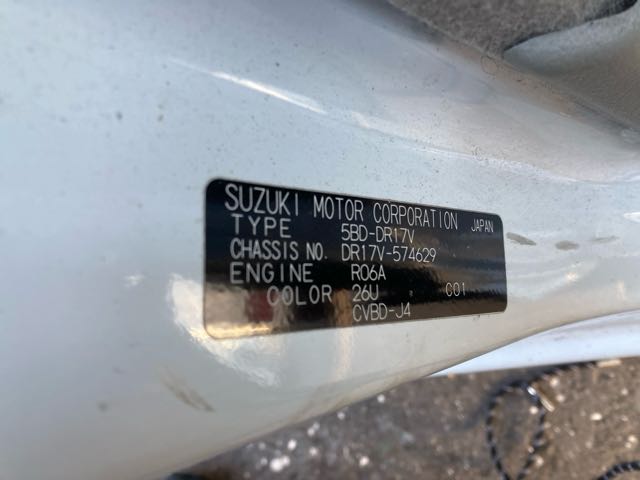 SUZUKI MOTOR CORPORATION JAPAN
TYPE 5BD-DR17V
CHASSIS NO. DR17V-574629
ENGINE R06A
COLOR 26U C01
CVBD-J4